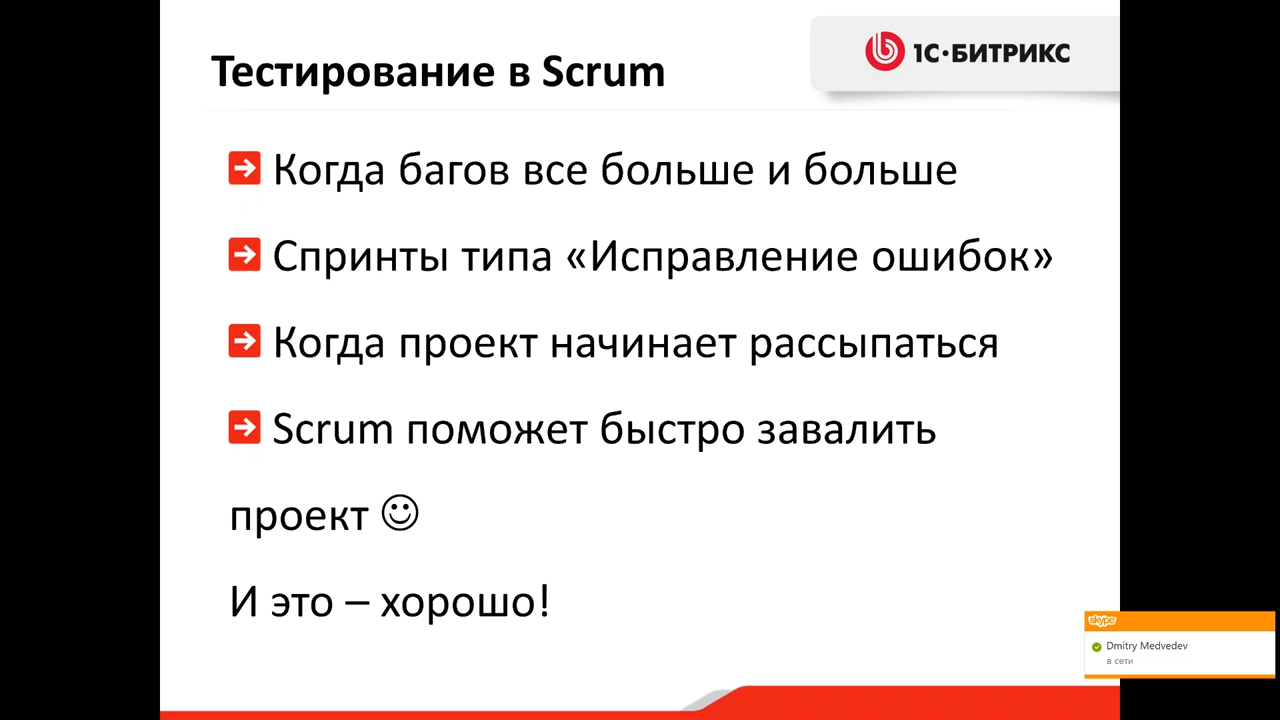 Тестирование в Scrum
1С·БИТРИКС
Когда багов все больше и больше
Спринты типа «Исправление ошибок»
Когда проект начинает рассыпаться
Scrum поможет быстро завалить
проект ☺
И это – хорошо!
skype
Dmitry Medvedev
в сети